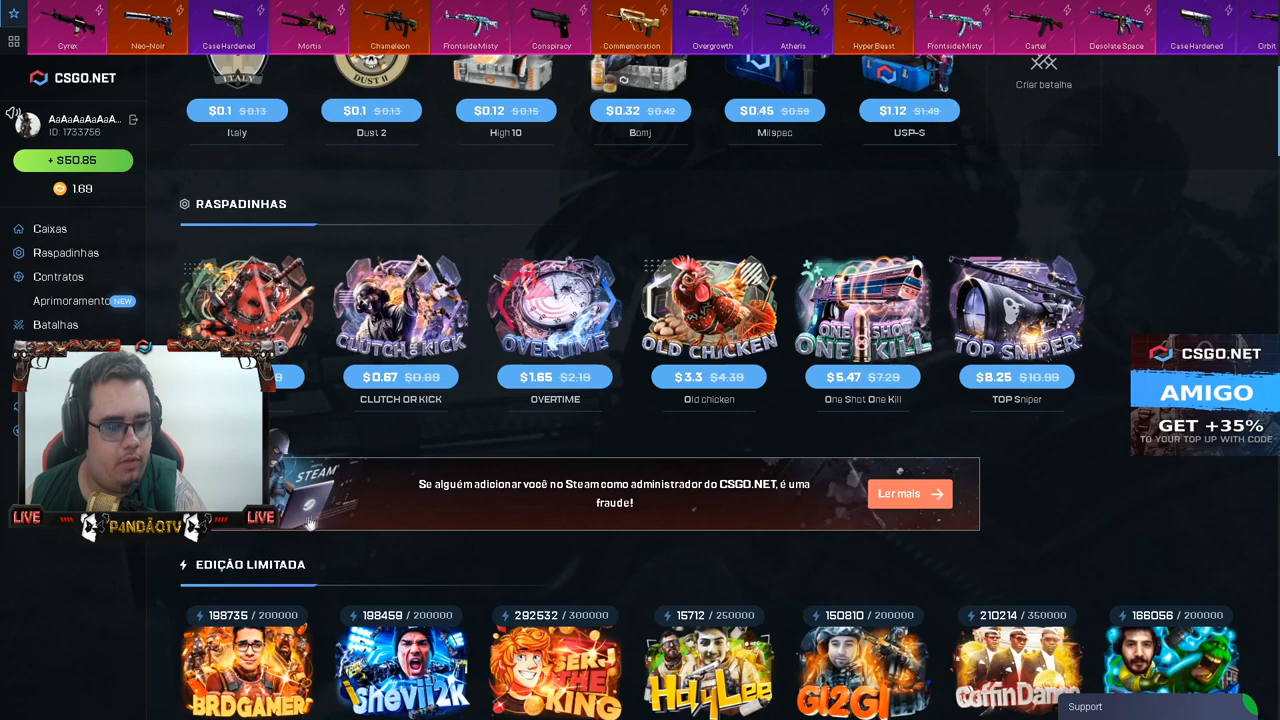 Cyrex
Neo-Noir
Case Hardened
Mortis
Chameleon
Frontside Misty
Conspiracy
Commemoration
Overgrowth
Atheris
Hyper Beast
Frontside Misty
Cartel
Desolate Space
Case Hardened
Orbit
CSGO.NET
AaAaAaAaAaA...
ID: 1733756
+ $50.85
1.69
Caixas
Raspadinhas
Contratos
Aprimoramento NEW
Batalhas
ITALY
DUST II
$0.1 $0.13
$0.1 $0.13
$0.12 $0.15
$0.32 $0.42
$0.45 $0.59
$1.12 $1.49
Criar batalha
Italy
Dust 2
High 10
Bomj
Milspec
USP-S
RASPADINHAS
CLUTCH OR KICK
OVERTIME
OLD CHICKEN
ONE SHOT
ONE KILL
TOP SNIPER
$0.67 $0.89
$1.65 $2.19
$3.3 $4.39
$5.47 $7.29
$8.25 $10.99
CLUTCH OR KICK
OVERTIME
Old chicken
One Shot One Kill
TOP Sniper
CSGO.NET
AMIGO
GET +35%
TO YOUR TOP UP WITH CODE
STEAM
Se alguém adicionar você no Steam como administrador do CSGO.NET, é uma
fraude!
Ler mais
LIVE
P4NDÃOTV
LIVE
EDIÇÃO LIMITADA
198735 / 200000
198459 / 200000
292532 / 300000
15712 / 250000
150810 / 200000
210214 / 350000
166056 / 200000
BRDGAMER
Shevii2k
SERJ
THE
KING
HolyLee
GI2GI
Support